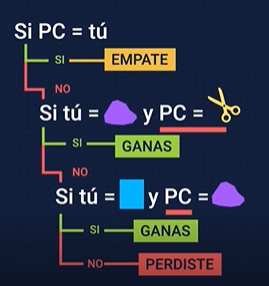 Si PC = tú
SI EMPATE
NO
Si tú = y PC =
SI GANAS
NO
Si tú = y PC =
SI GANAS
NO PERDISTE